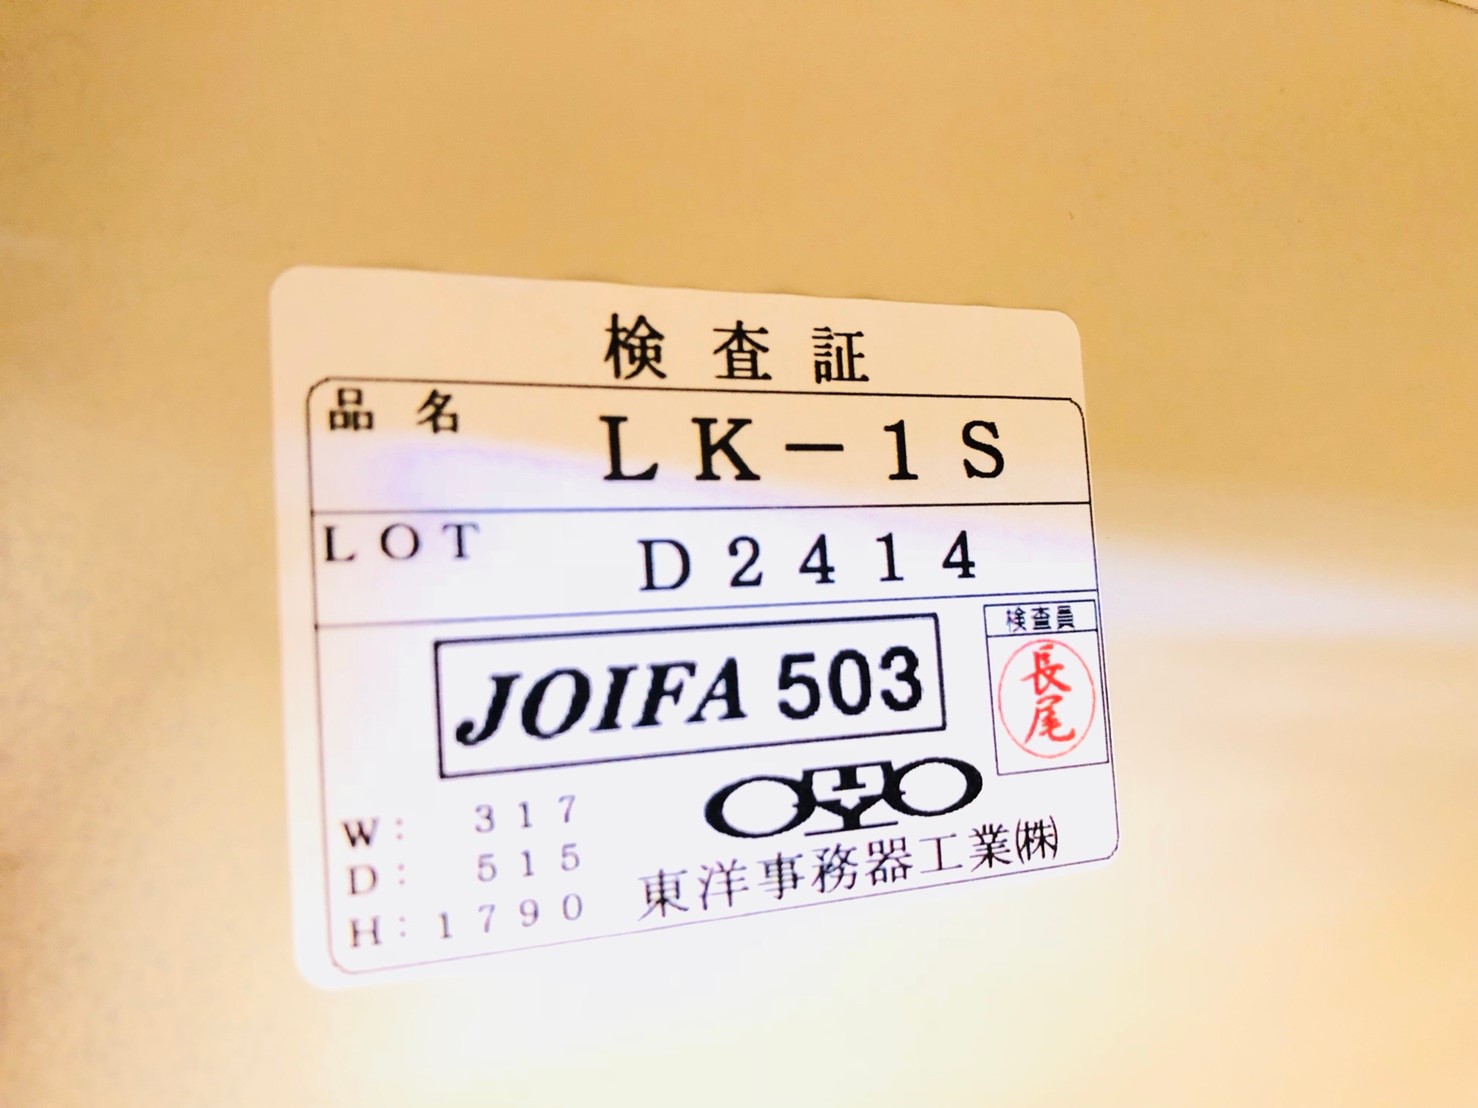 検査証
品名 LK-1S
LOT D2414
JOIFA 503
検査員
長尾
W: 317
D: 515
H: 1790
TOYO
東洋事務器工業㈱